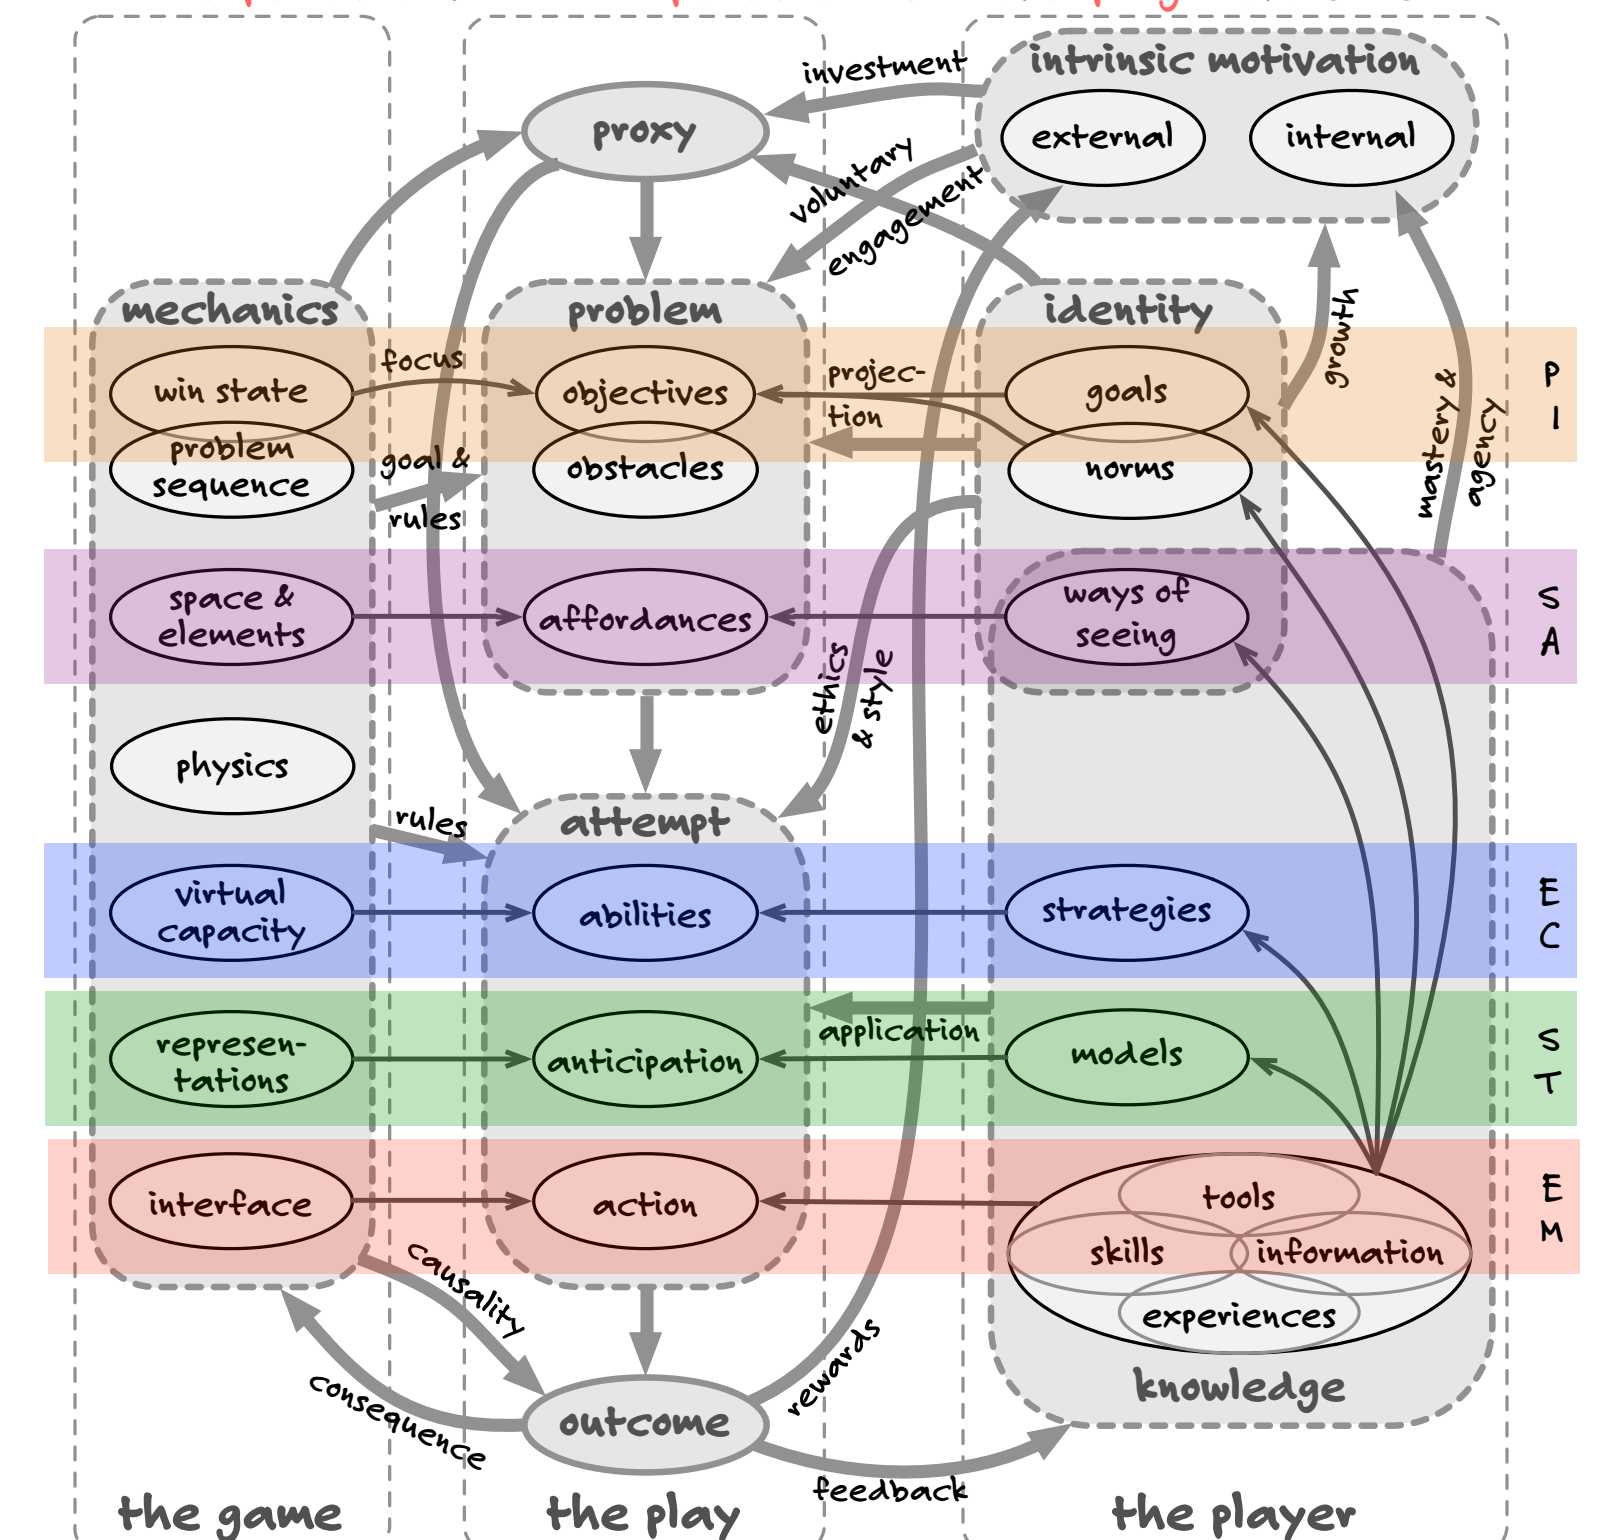 intrinsic motivation
investment
proxy
external
internal
voluntary
engagement
mechanics
problem
identity
growth
win state
focus
objectives
projec-
tion
goals
P
I
problem
sequence
goal &
rules
obstacles
norms
mastery &
agency
space &
elements
affordances
ways of
seeing
S
A
ethics
& style
physics
rules
attempt
virtual
capacity
abilities
strategies
E
C
represen-
tations
anticipation
application
models
S
T
interface
action
tools
skills
information
experiences
E
M
causality
consequence
outcome
rewards
feedback
knowledge
the game
the play
the player